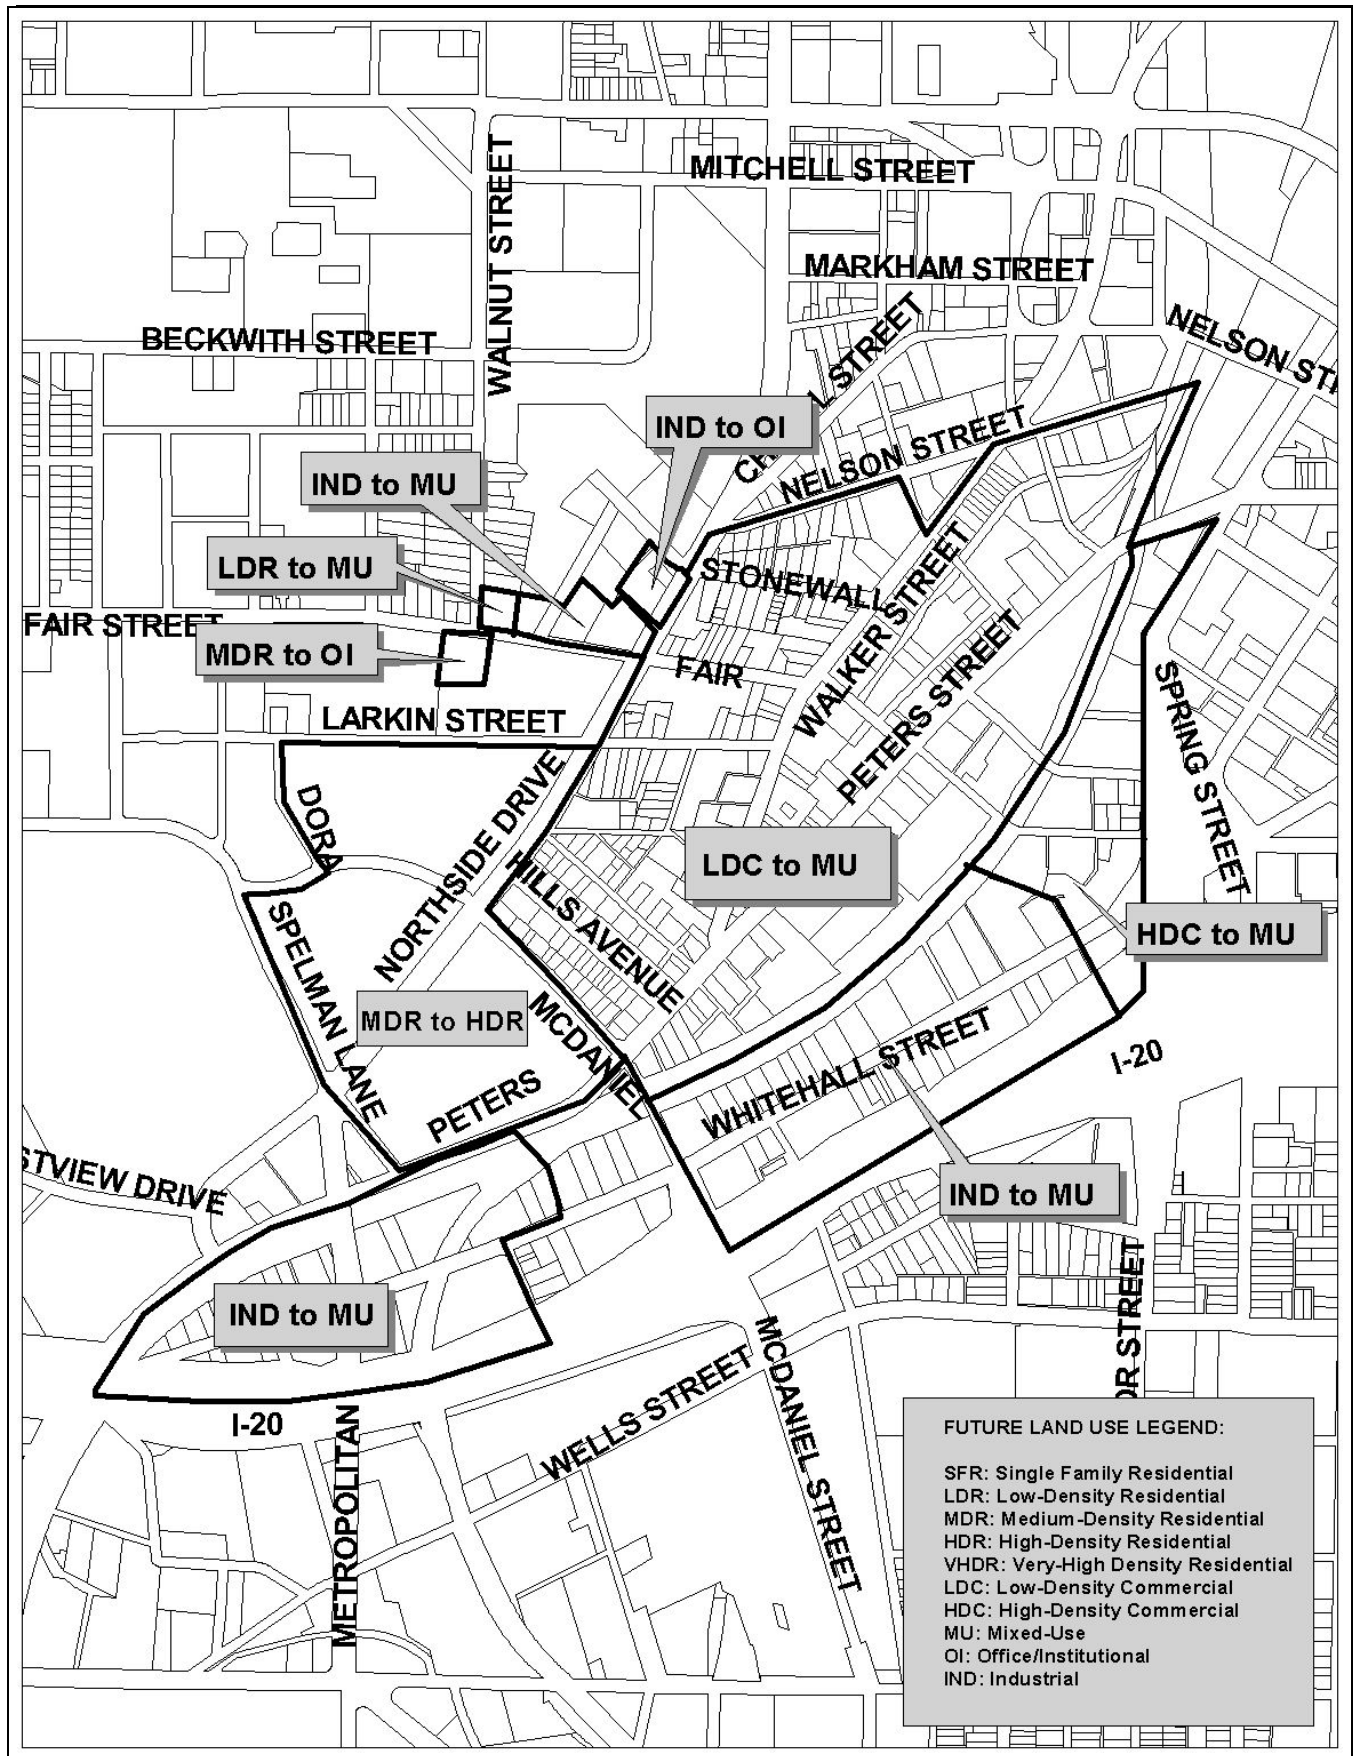 MITCHELL STREET
WALNUT STREET
MARKHAM STREET
NELSON
BECKWITH STREET
STREET
IND to OI
NELSON STREET
IND to MU
LDR to MU
STONEWALL
FAIR STREET
MDR to OI
FAIR
WALKER STREET
PETERS STREET
SPRING STREET
LARKIN STREET
DORA
NORTHSIDE DRIVE
LDC to MU
HILLS AVENUE
HDC to MU
SPELMAN LANE
MDR to HDR
MCDANIEL
PETERS
WHITEHALL STREET
I-20
STVIEW DRIVE
IND to MU
IND to MU
OR STREET
I-20
METROPOLITAN
WELLS STREET
MCDANIEL STREET
FUTURE LAND USE LEGEND:
SFR: Single Family Residential
LDR: Low-Density Residential
MDR: Medium-Density Residential
HDR: High-Density Residential
VHDR: Very-High Density Residential
LDC: Low-Density Commercial
HDC: High-Density Commercial
MU: Mixed-Use
OI: Office/Institutional
IND: Industrial